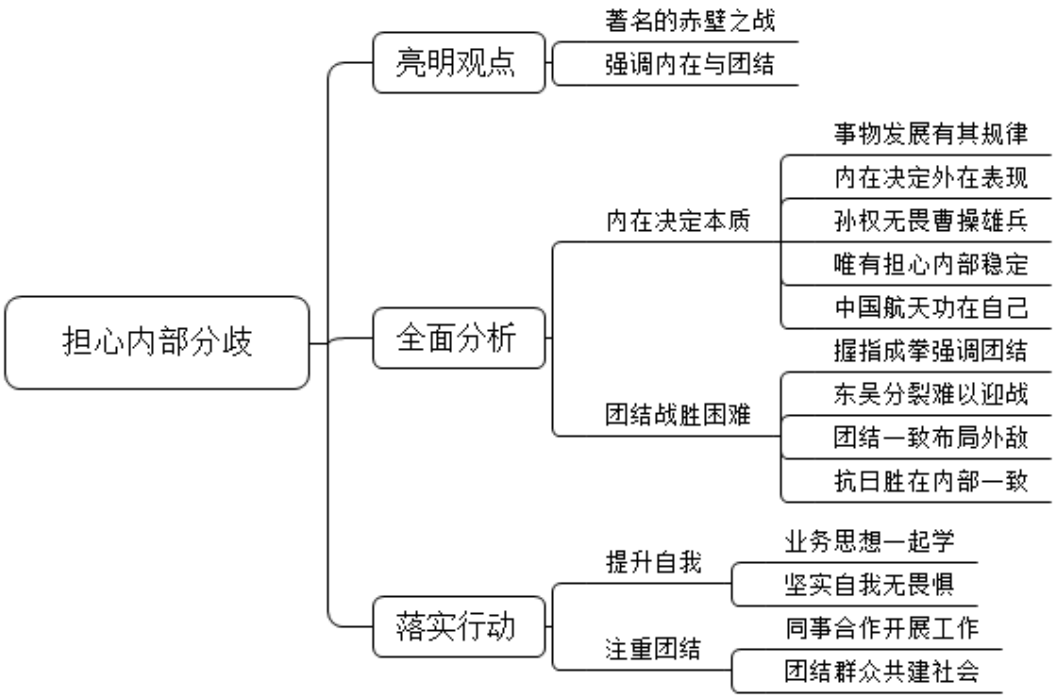 担心内部分歧
亮明观点
著名的赤壁之战
强调内在与团结
全面分析
内在决定本质
事物发展有其规律
内在决定外在表现
孙权无畏曹操雄兵
唯有担心内部稳定
中国航天功在自己
团结战胜困难
握指成拳强调团结
东吴分裂难以迎战
团结一致布局外敌
抗日胜在内部一致
落实行动
提升自我
业务思想一起学
坚实自我无畏惧
注重团结
同事合作开展工作
团结群众共建社会